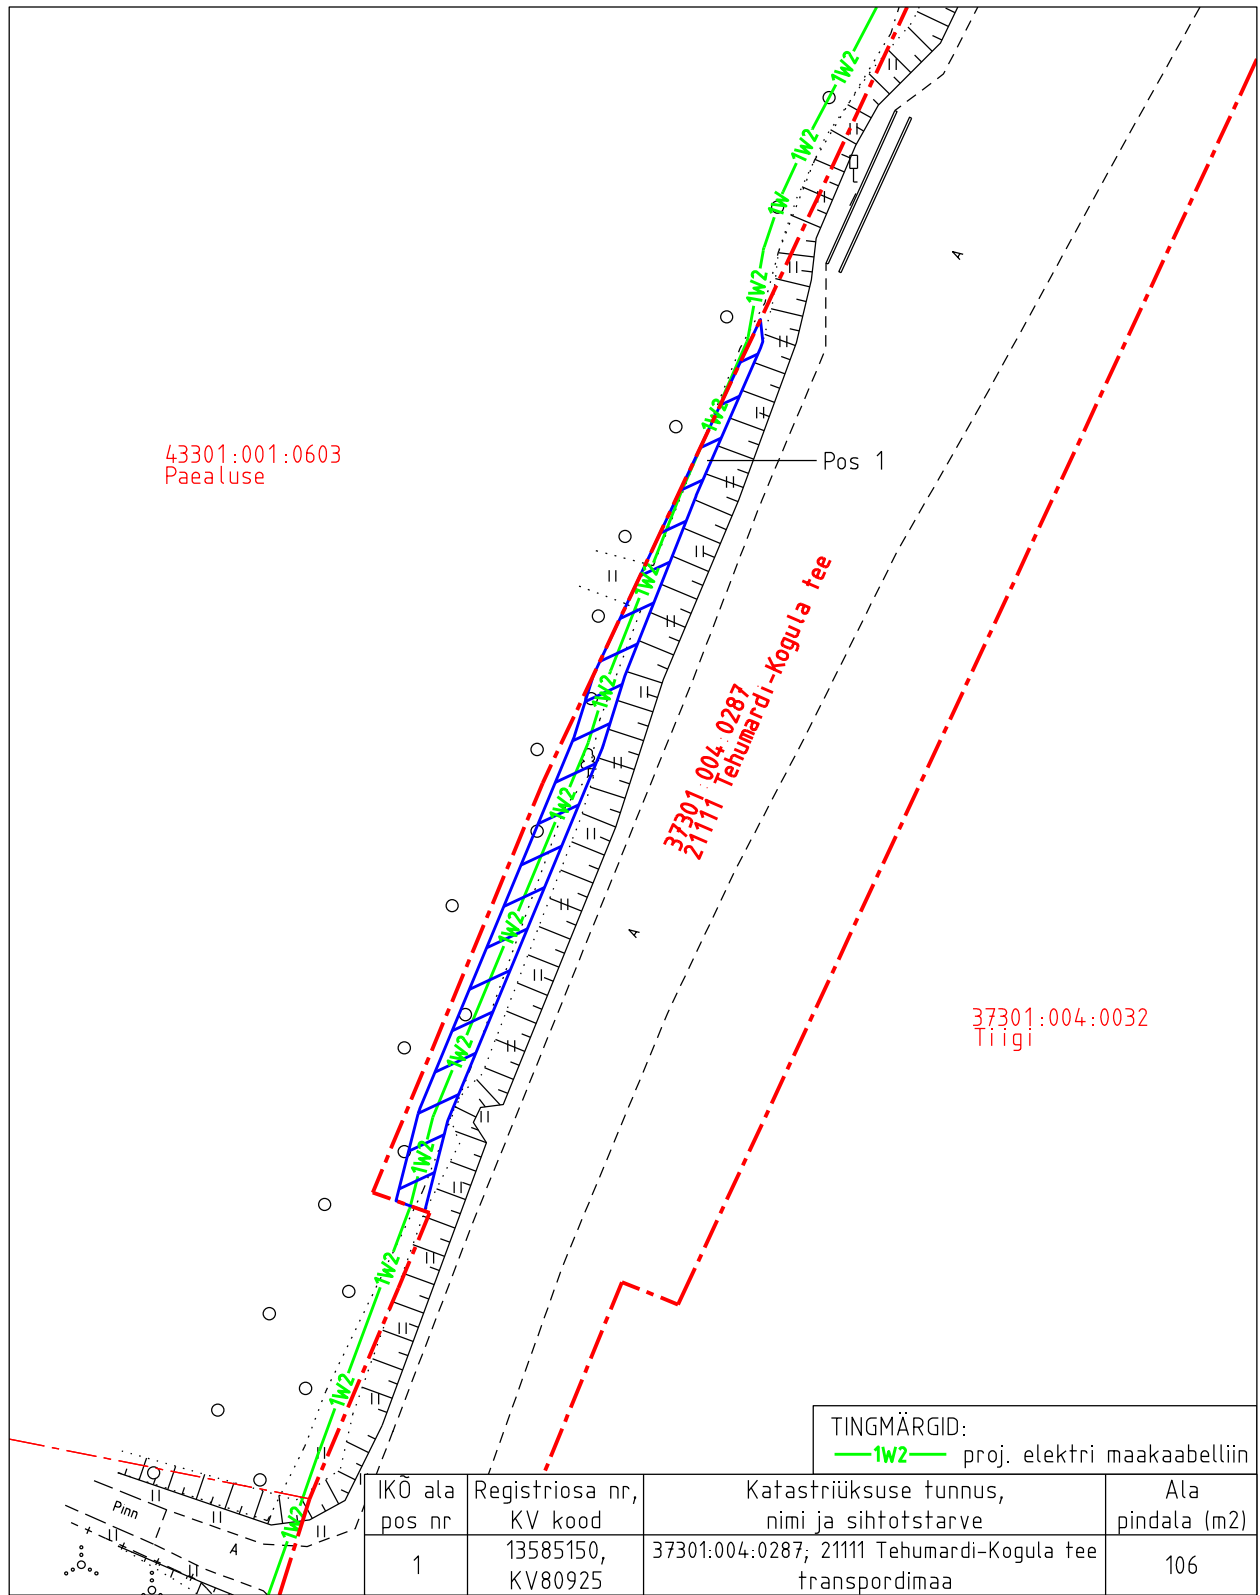 1W2
1W2
1W
1W2
A
1W2
43301:001:0603
Paealuse
Pos 1
1W2
37301:004:0287
21111 Tehumardi-Kogula tee
1W2
1W2
1W2
A
37301:004:0032
Tiigi
1W2
1W2
1W2
1W2
TINGMÄRGID:
1W2 proj. elektri maakaabelliin
Pinn
A
1W2
IKÕ ala pos nr
Registriosa nr, KV kood
Katastriüksuse tunnus, nimi ja sihtotstarve
Ala pindala (m2)
1
13585150, KV80925
37301:004:0287; 21111 Tehumardi-Kogula tee transpordimaa
106